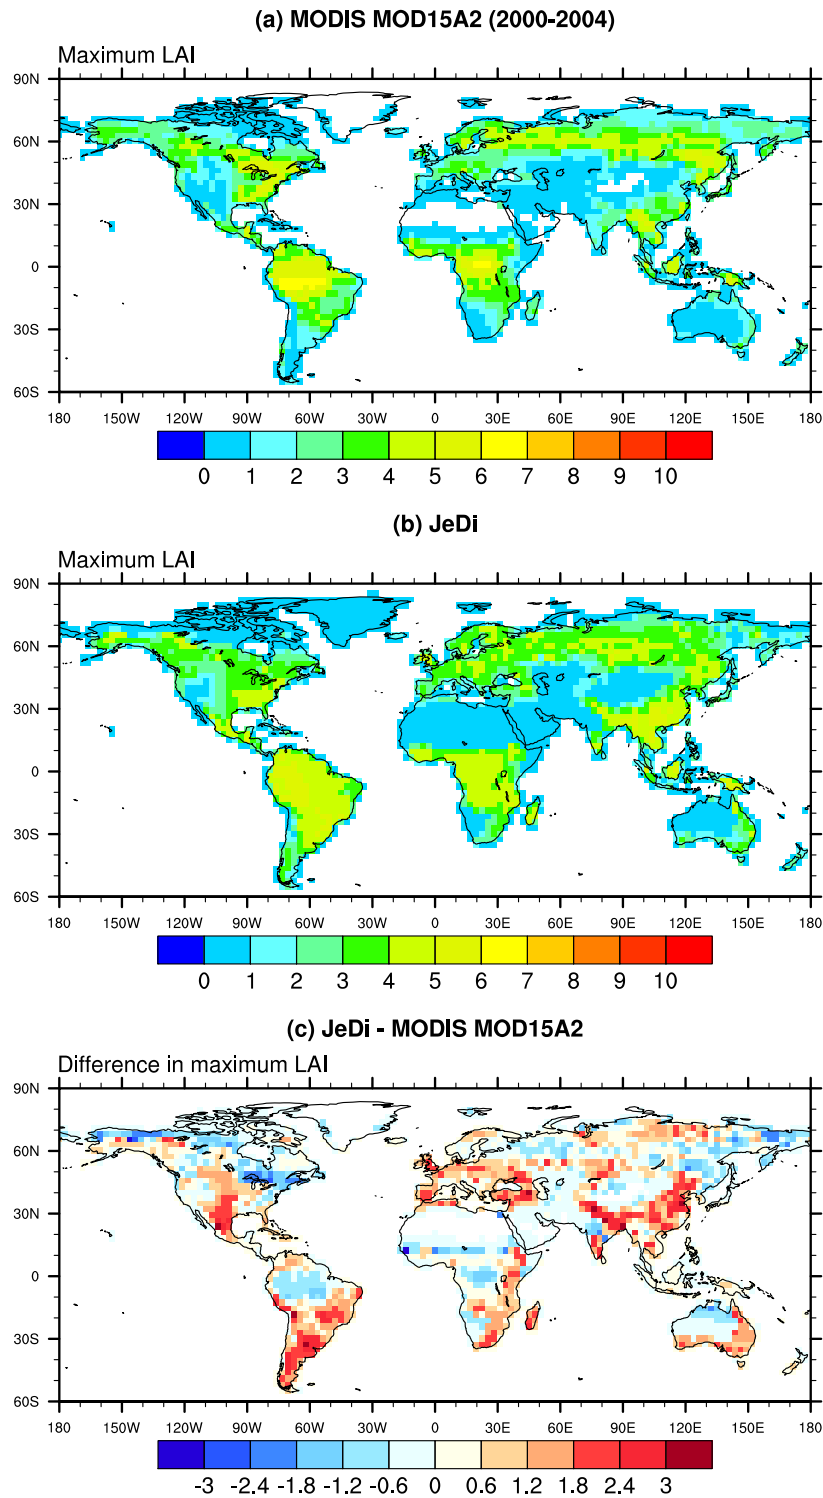 (a) MODIS MOD15A2 (2000-2004)
Maximum LAI
90N
60N
30N
0
30S
60S
180 150W 120W 90W 60W 30W 0 30E 60E 90E 120E 150E 180
0 1 2 3 4 5 6 7 8 9 10
(b) JeDi
Maximum LAI
90N
60N
30N
0
30S
60S
180 150W 120W 90W 60W 30W 0 30E 60E 90E 120E 150E 180
0 1 2 3 4 5 6 7 8 9 10
(c) JeDi - MODIS MOD15A2
Difference in maximum LAI
90N
60N
30N
0
30S
60S
180 150W 120W 90W 60W 30W 0 30E 60E 90E 120E 150E 180
-3 -2.4 -1.8 -1.2 -0.6 0 0.6 1.2 1.8 2.4 3